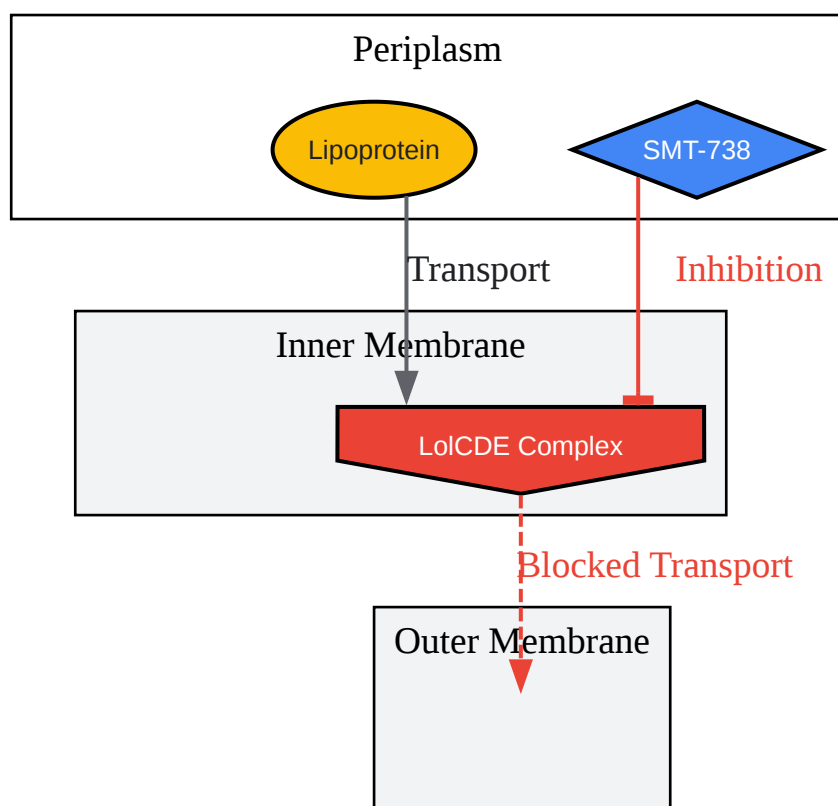 Periplasm
Lipoprotein
SMT-738
Transport
Inhibition
Inner Membrane
LolCDE Complex
Blocked Transport
Outer Membrane